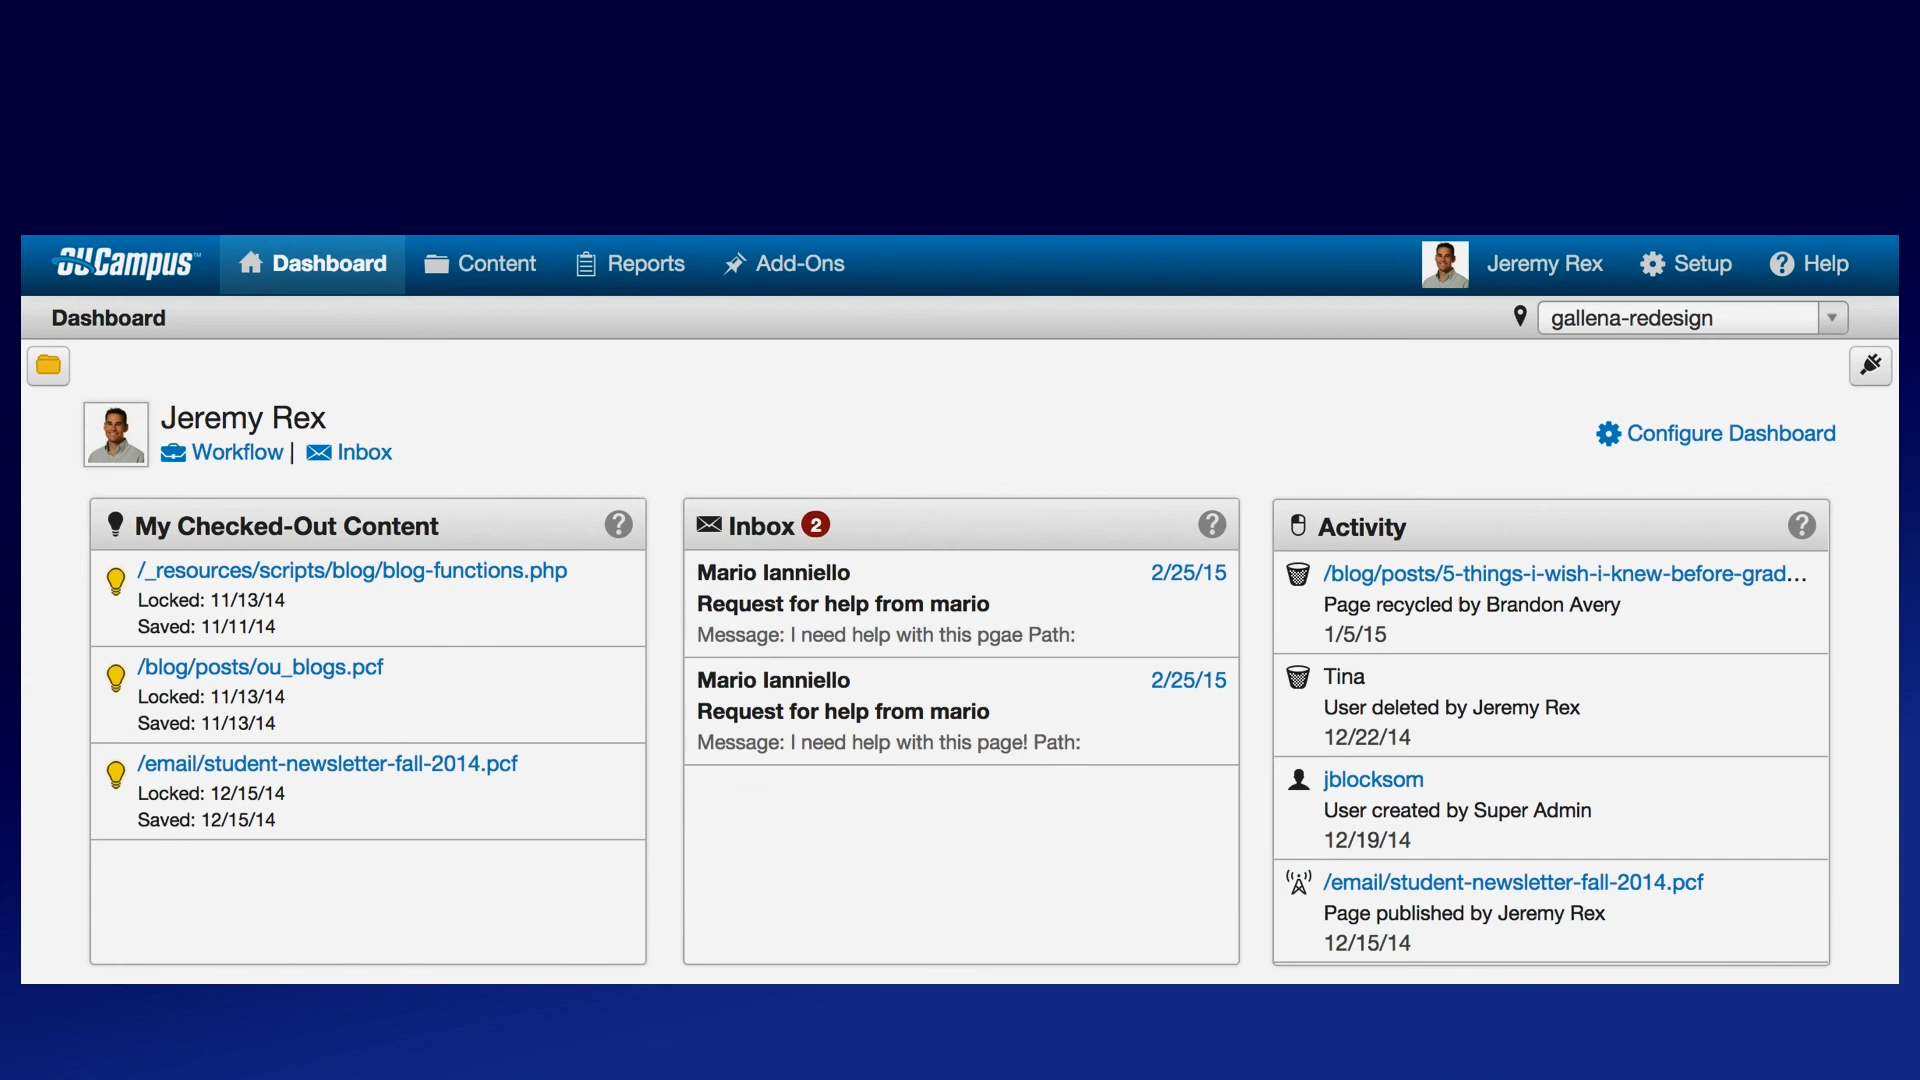 OU Campus™ Dashboard Content Reports Add-Ons Jeremy Rex Setup Help
Dashboard gallena-redesign
Jeremy Rex
Workflow | Inbox
Configure Dashboard
My Checked-Out Content
/_resources/scripts/blog/blog-functions.php
Locked: 11/13/14
Saved: 11/11/14
/blog/posts/ou_blogs.pcf
Locked: 11/13/14
Saved: 11/13/14
/email/student-newsletter-fall-2014.pcf
Locked: 12/15/14
Saved: 12/15/14
Inbox 2
Mario Ianniello 2/25/15
Request for help from mario
Message: I need help with this pgae Path:
Mario Ianniello 2/25/15
Request for help from mario
Message: I need help with this page! Path:
Activity
/blog/posts/5-things-i-wish-i-knew-before-grad...
Page recycled by Brandon Avery
1/5/15
Tina
User deleted by Jeremy Rex
12/22/14
jblocksom
User created by Super Admin
12/19/14
/email/student-newsletter-fall-2014.pcf
Page published by Jeremy Rex
12/15/14